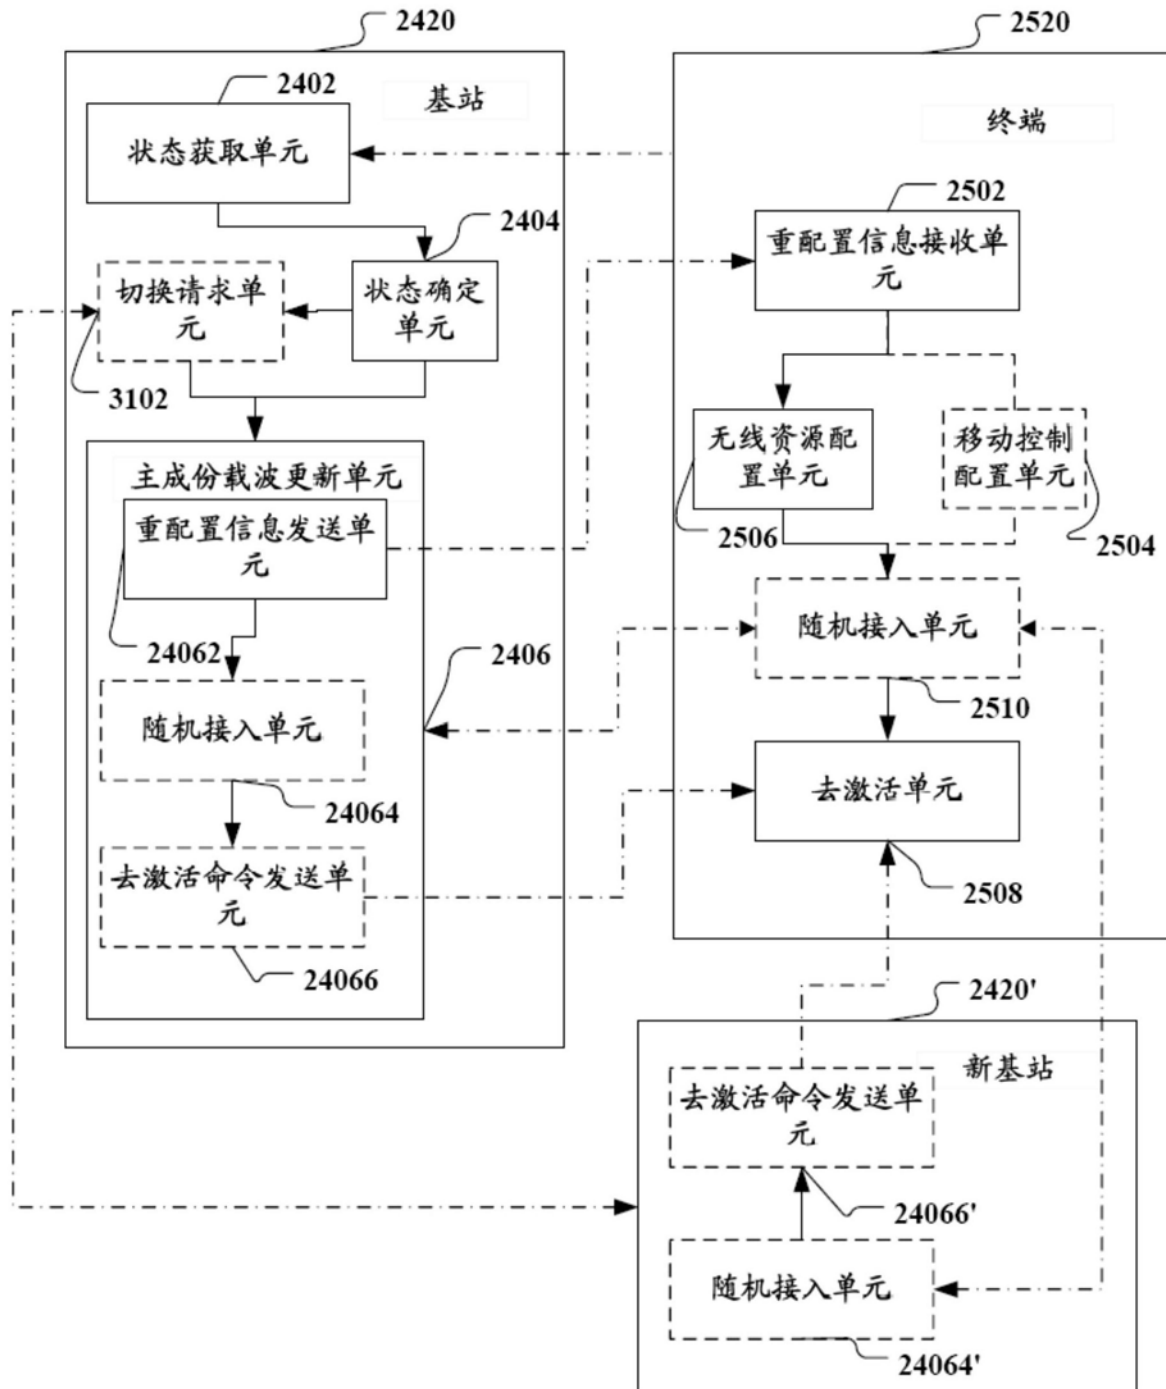 2420
2520
2402
基站
终端
状态获取单元
2502
2404
重配置信息接收单
元
切换请求单
元
状态确定
单元
3102
无线资源配
置单元
移动控制
配置单元
主成份载波更新单元
重配置信息发送单
元
2506
2504
随机接入单元
24062
2406
2510
随机接入单元
去激活单元
24064
去激活命令发送单
元
2508
24066
2420'
新基站
去激活命令发送单
元
24066'
随机接入单元
24064'